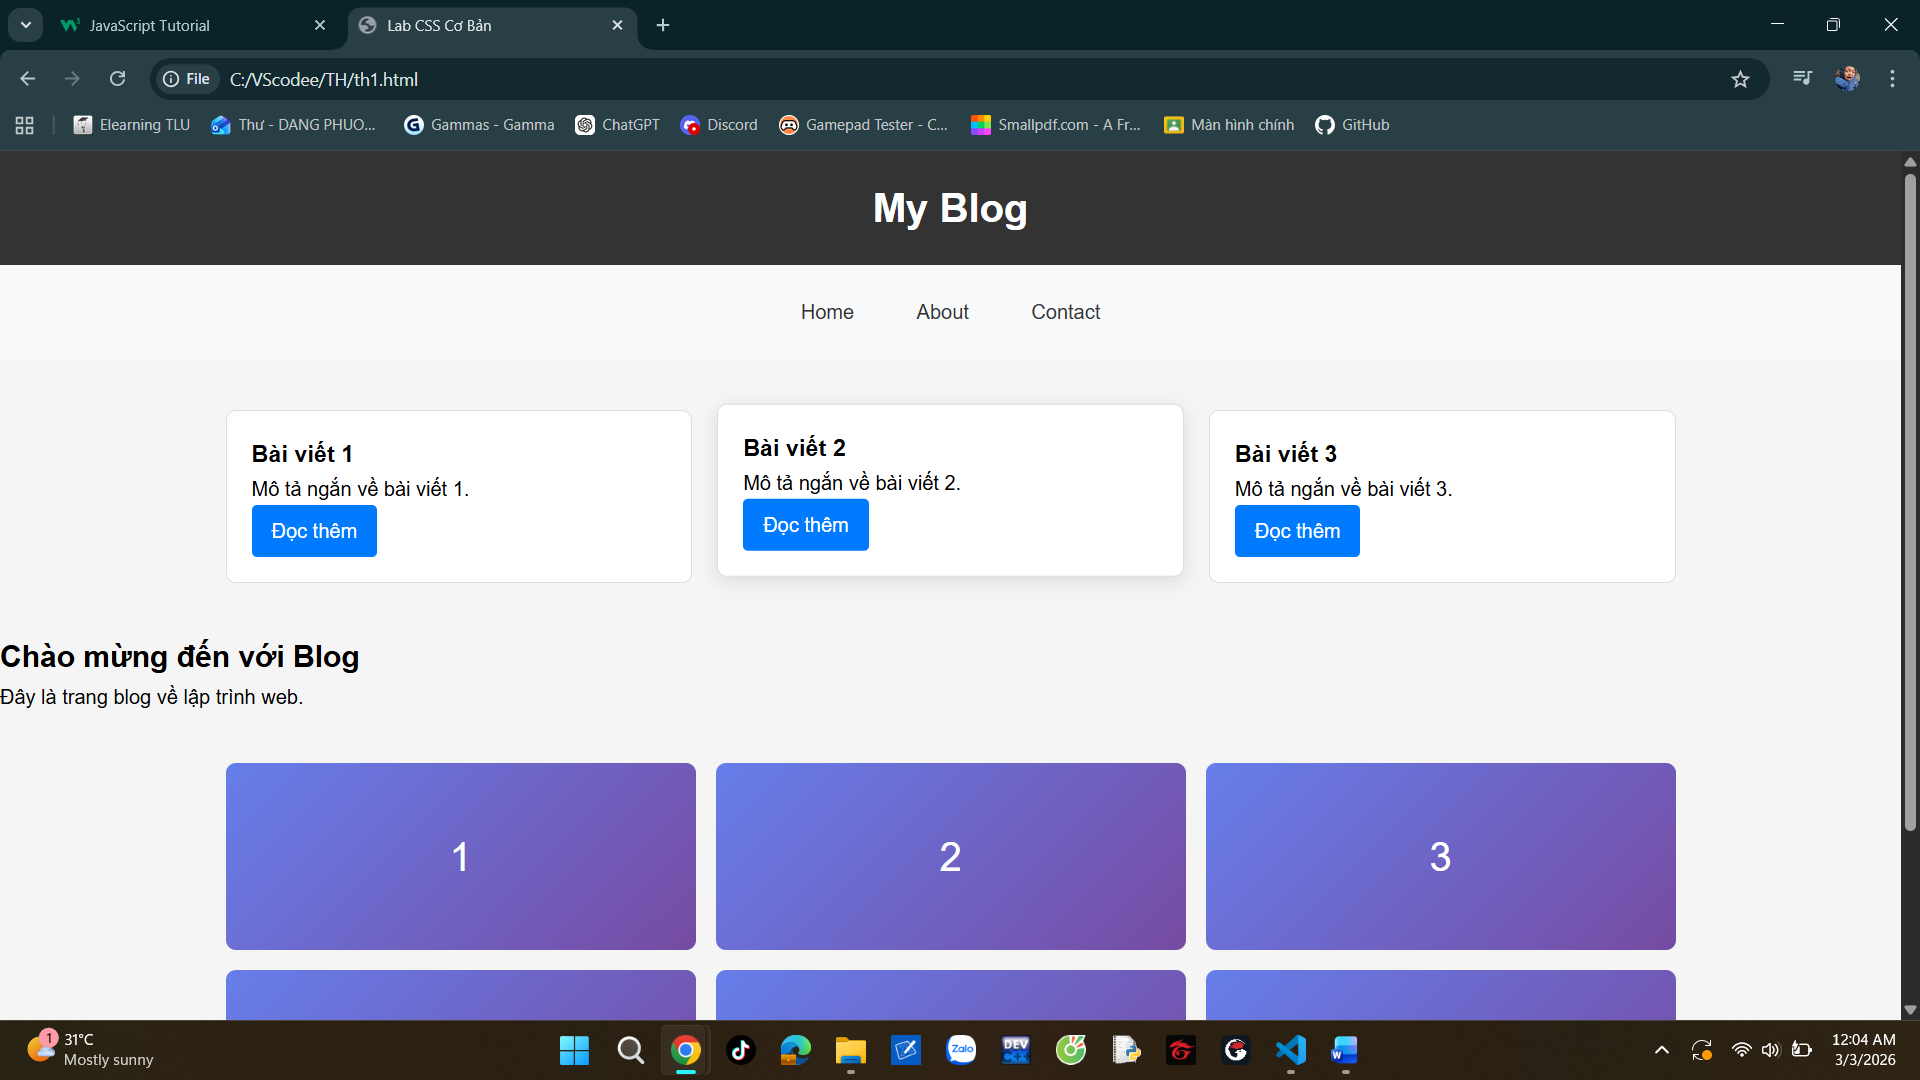 JavaScript Tutorial
Lab CSS Cơ Bản
File
C:/VScodee/TH/th1.html
Elearning TLU
Thư - DANG PHUO...
Gammas - Gamma
ChatGPT
Discord
Gamepad Tester - C...
Smallpdf.com - A Fr...
Màn hình chính
GitHub
My Blog
Home
About
Contact
Bài viết 1
Mô tả ngắn về bài viết 1.
Đọc thêm
Bài viết 2
Mô tả ngắn về bài viết 2.
Đọc thêm
Bài viết 3
Mô tả ngắn về bài viết 3.
Đọc thêm
Chào mừng đến với Blog
Đây là trang blog về lập trình web.
1
2
3
1
31°C
Mostly sunny
Zalo
DEV
12:04 AM
3/3/2026